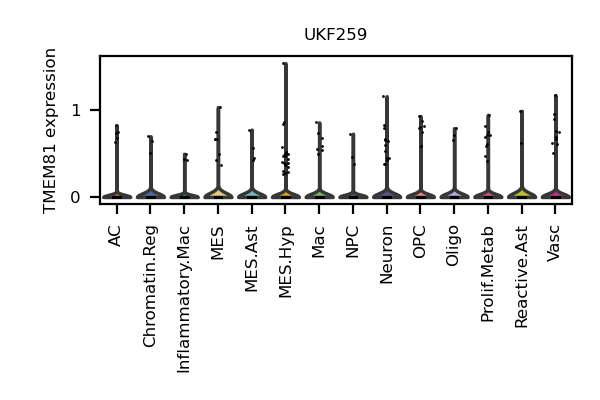 UKF259
TMEM81 expression
1
0
AC
Chromatin.Reg
Inflammatory.Mac
MES
MES.Ast
MES.Hyp
Mac
NPC
Neuron
OPC
Oligo
Prolif.Metab
Reactive.Ast
Vasc